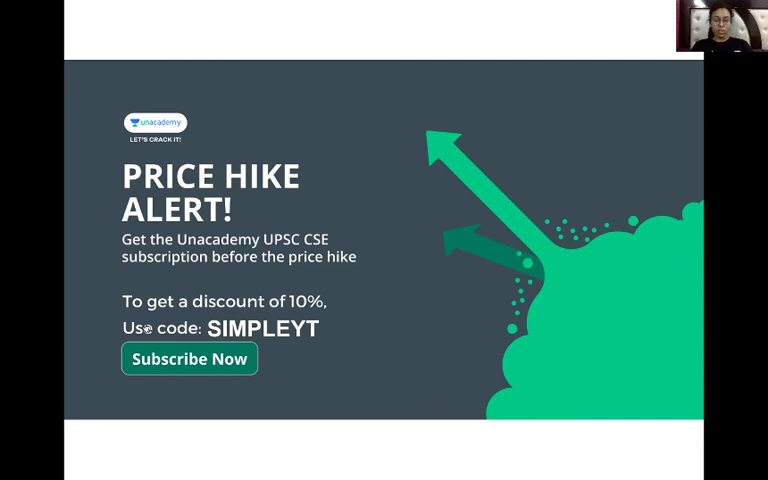 unacademy
LET'S CRACK IT!
PRICE HIKE
ALERT!
Get the Unacademy UPSC CSE
subscription before the price hike
To get a discount of 10%,
Use code: SIMPLEYT
Subscribe Now